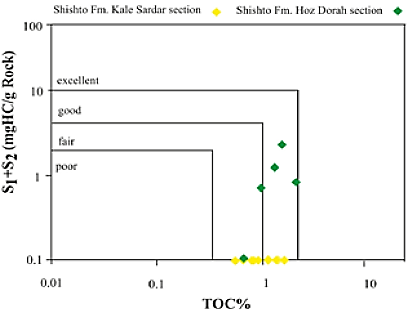 Shishto Fm. Kale Sardar section Shishto Fm. Hoz Dorah section
100
10
1
0.1
S1+S2 (mgHC/g Rock)
excellent
good
fair
poor
0.01 0.1 1 10
TOC%